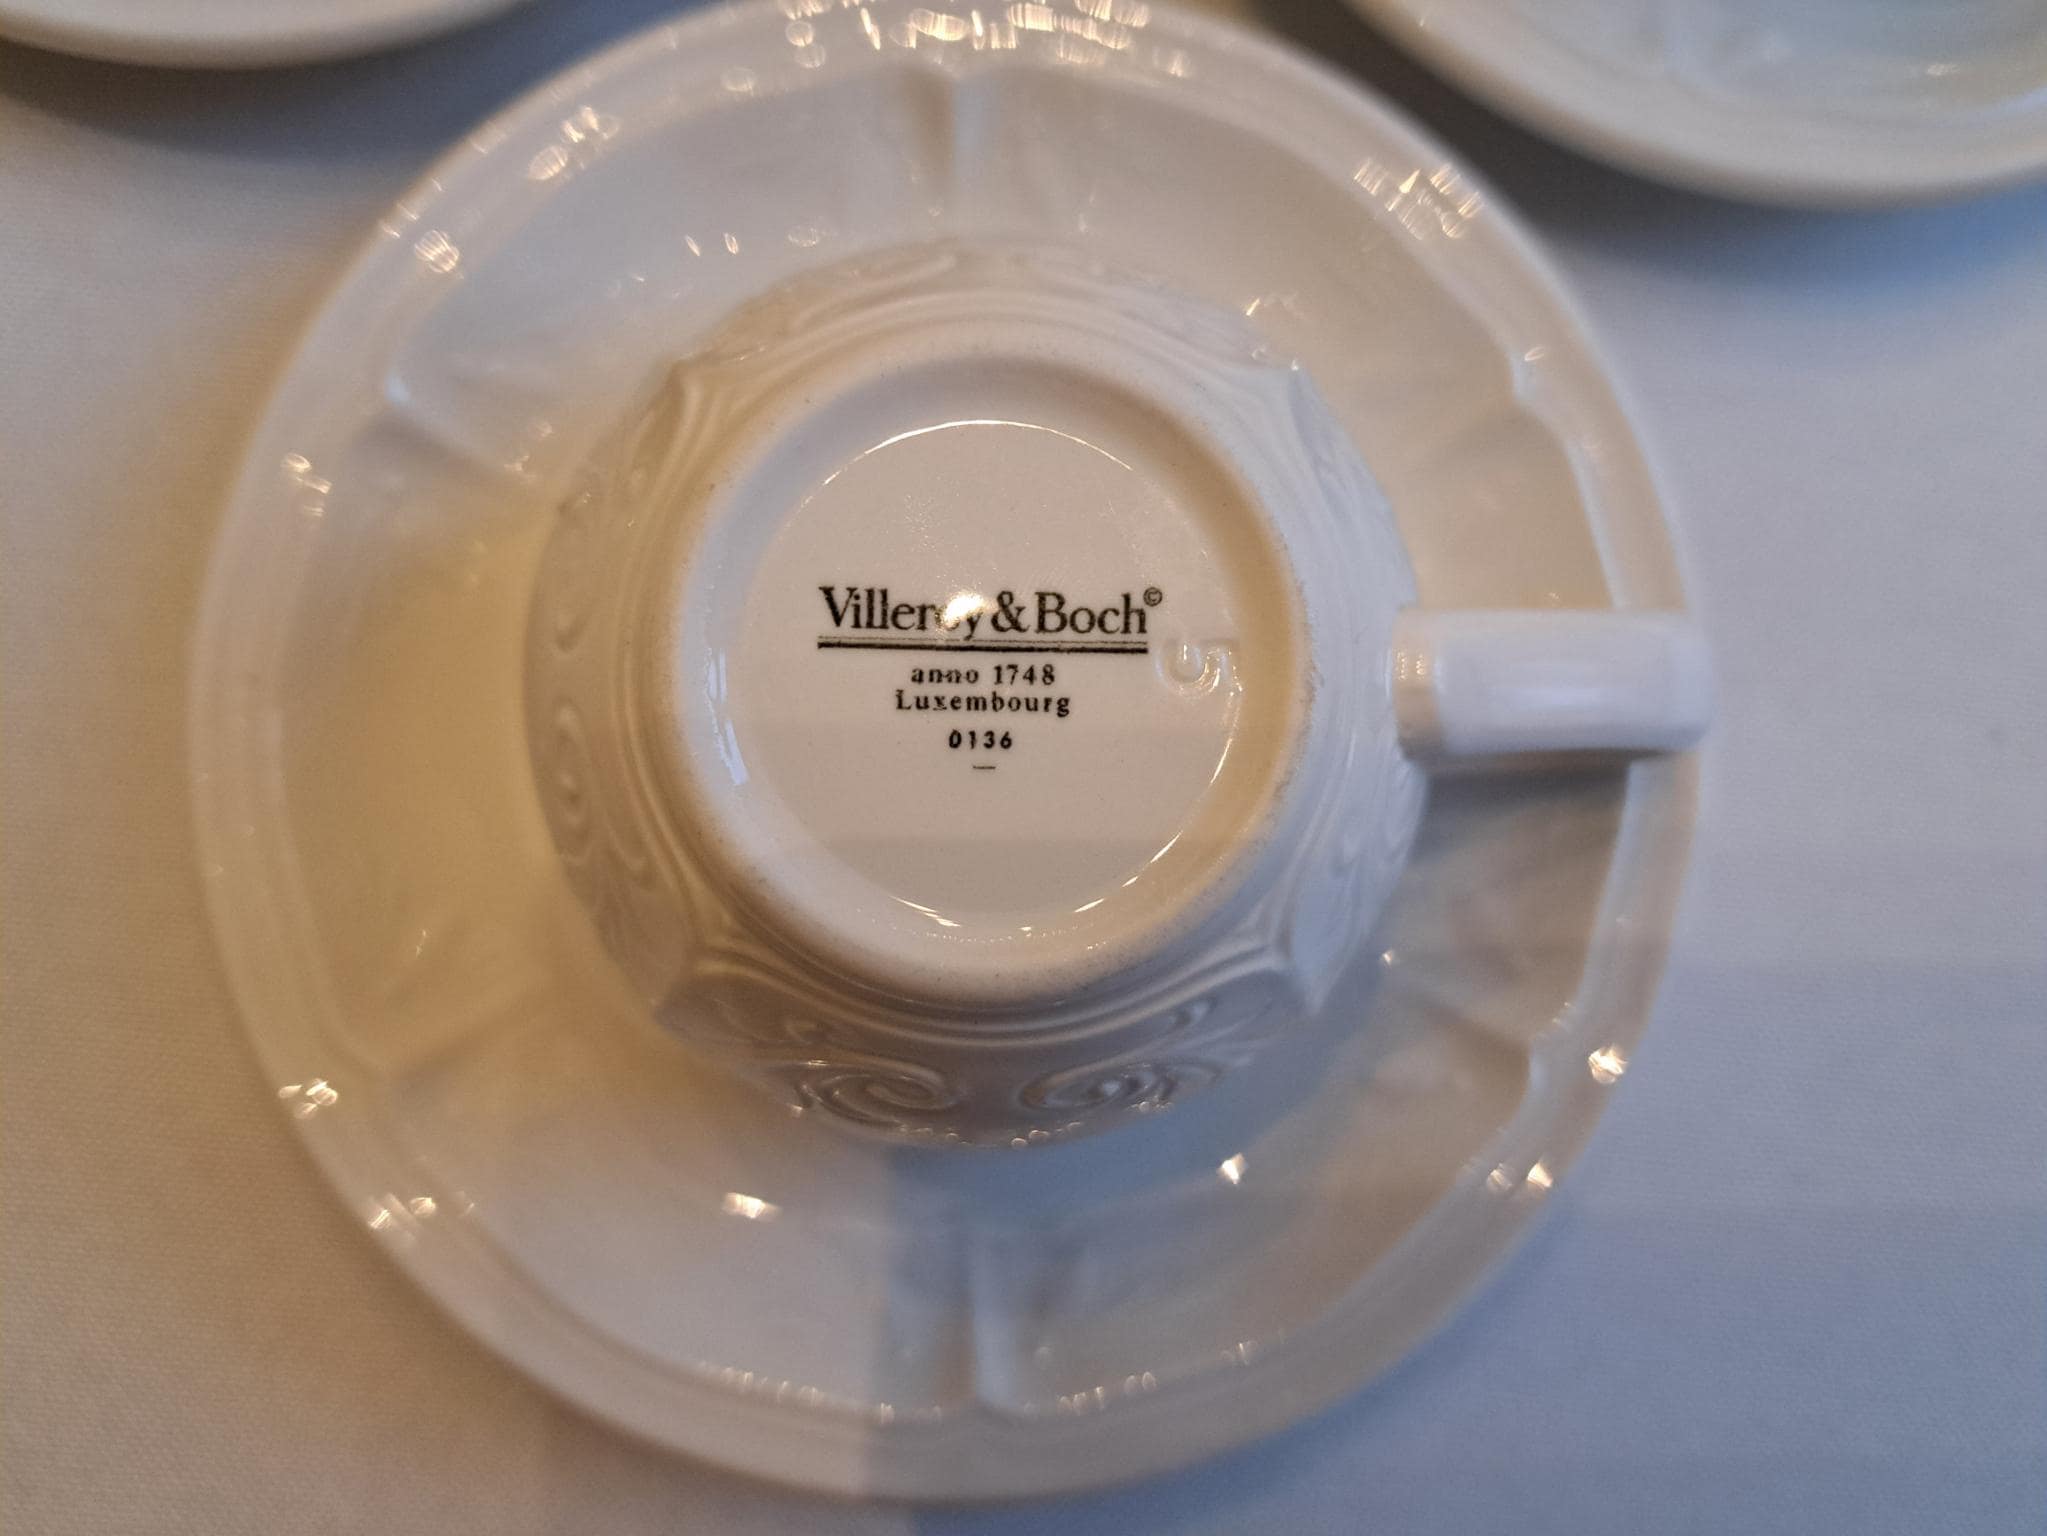 Villeroy & Boch©
anno 1748
Luxembourg
0136